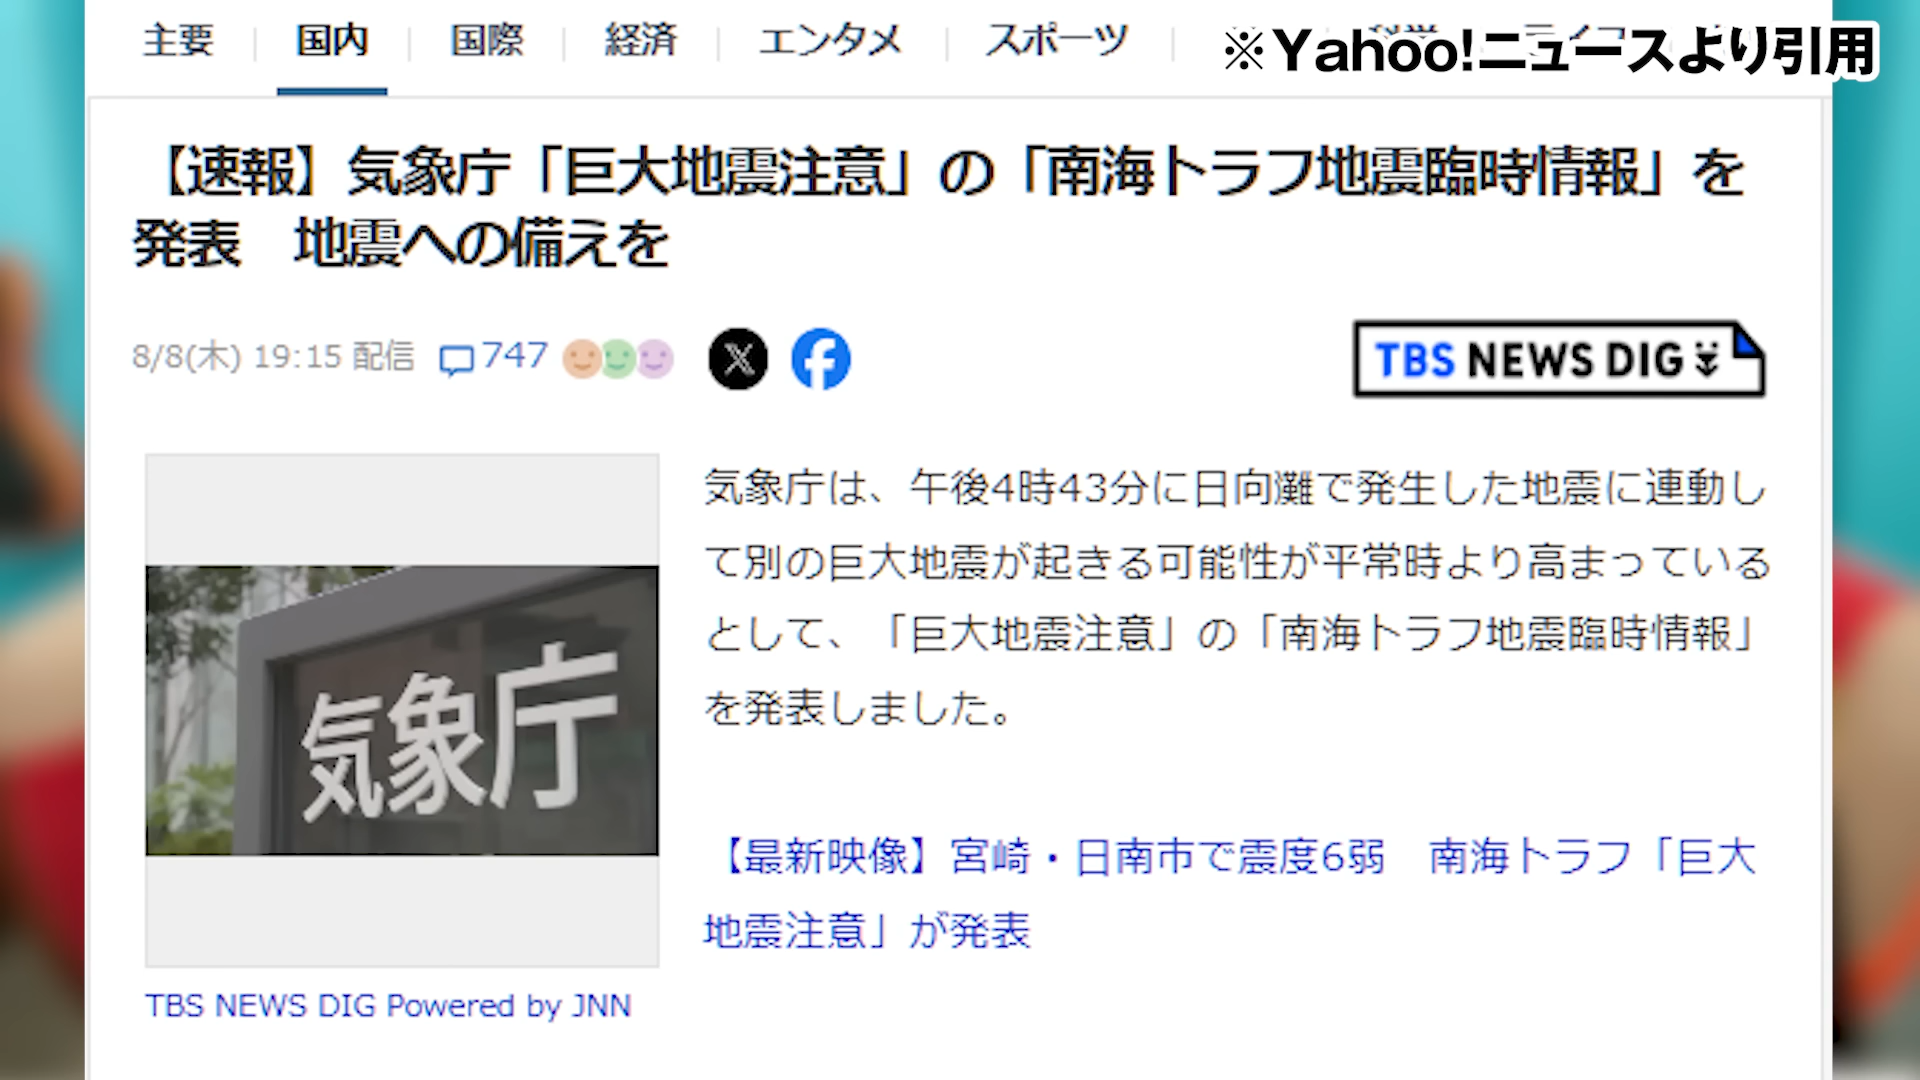 主要
国内
国際
経済
エンタメ
スポーツ
※Yahoo!ニュースより引用
【速報】気象庁「巨大地震注意」の「南海トラフ地震臨時情報」を
発表　地震への備えを
8/8(木) 19:15 配信
747
TBS NEWS DIG
気象庁は、午後4時43分に日向灘で発生した地震に連動し
て別の巨大地震が起きる可能性が平常時より高まっている
として、「巨大地震注意」の「南海トラフ地震臨時情報」
を発表しました。
気象庁
【最新映像】宮崎・日南市で震度6弱　南海トラフ「巨大
地震注意」が発表
TBS NEWS DIG Powered by JNN